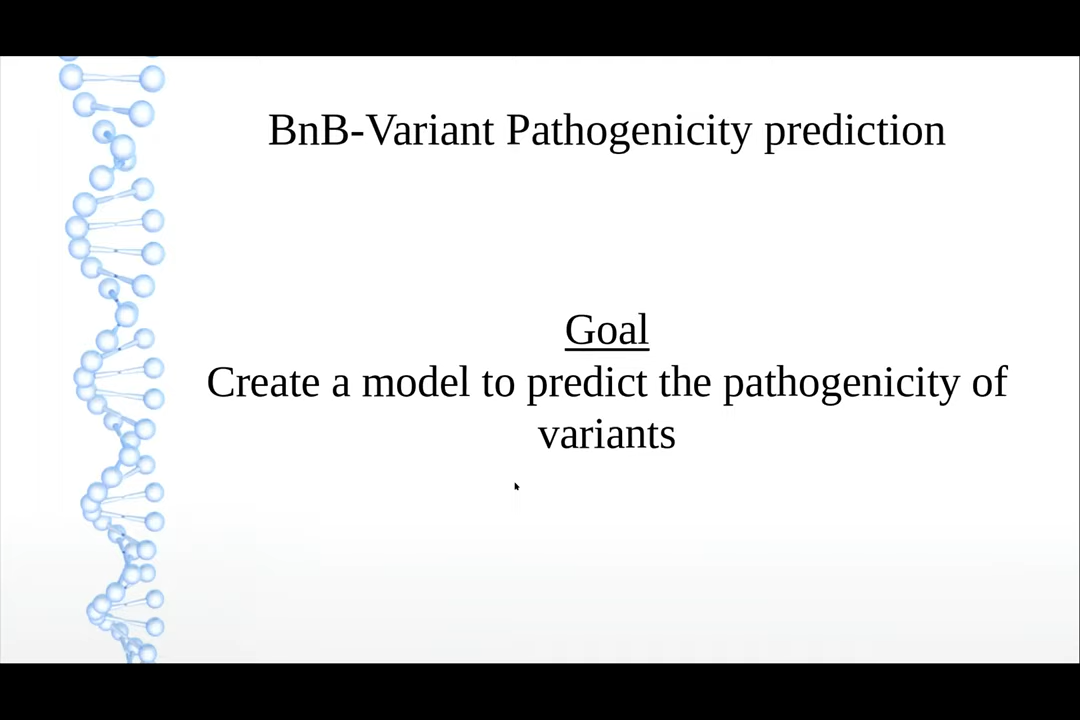 BnB-Variant Pathogenicity prediction
Goal
Create a model to predict the pathogenicity of
variants